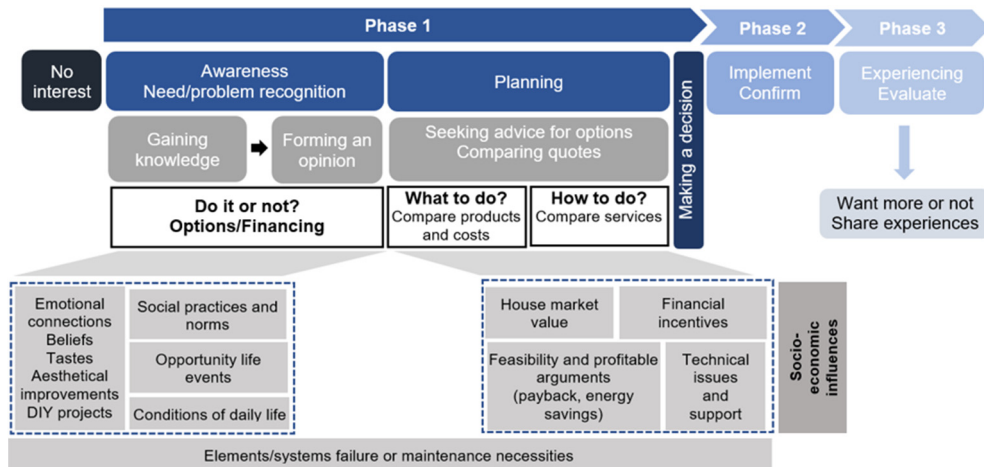 Phase 1
Phase 2
Phase 3
No
interest
Awareness
Need/problem recognition
Planning
Making a decision
Implement
Confirm
Experiencing
Evaluate
Gaining
knowledge
Forming an
opinion
Seeking advice for options
Comparing quotes
Do it or not?
Options/Financing
What to do?
Compare products
and costs
How to do?
Compare services
Want more or not
Share experiences
Emotional
connections
Beliefs
Tastes
Aesthetical
improvements
DIY projects
Social practices and
norms
Opportunity life
events
Conditions of daily life
House market
value
Financial
incentives
Feasibility and profitable
arguments
(payback, energy
savings)
Technical
issues
and
support
Socio-
economic
influences
Elements/systems failure or maintenance necessities